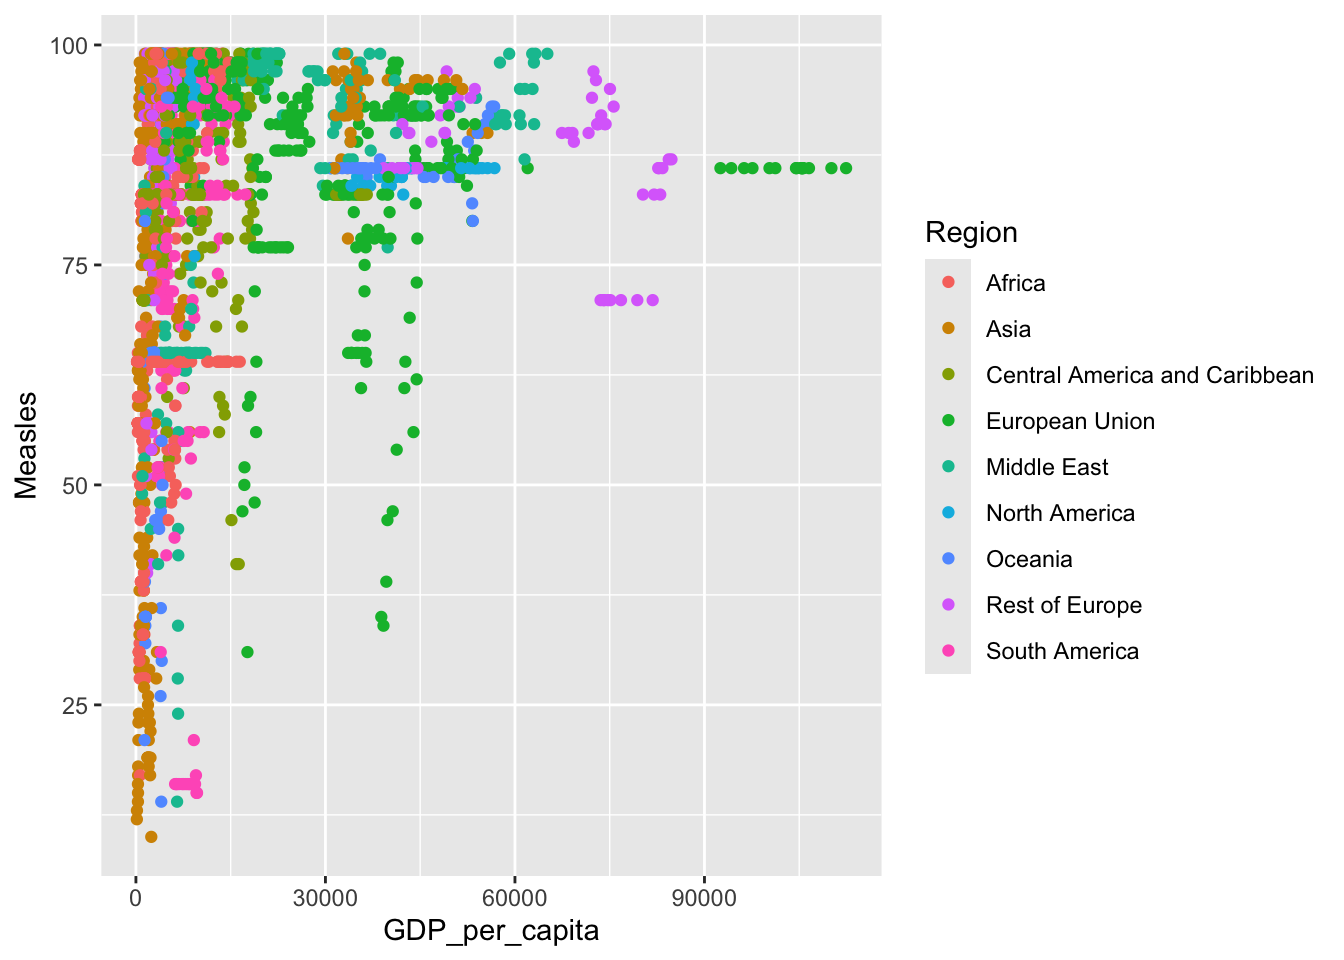 100
75
50
25
Measles
0 30000 60000 90000
GDP_per_capita
Region
Africa
Asia
Central America and Caribbean
European Union
Middle East
North America
Oceania
Rest of Europe
South America